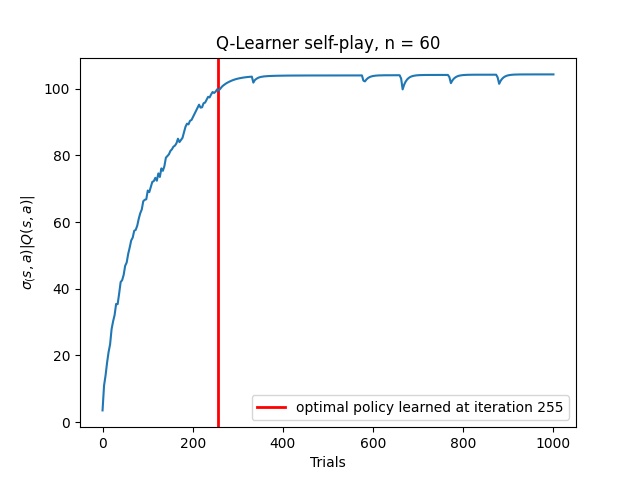 Q-Learner self-play, n = 60
σ(s, a)|Q(s, a)|
100
80
60
40
20
0
optimal policy learned at iteration 255
0 200 400 600 800 1000
Trials